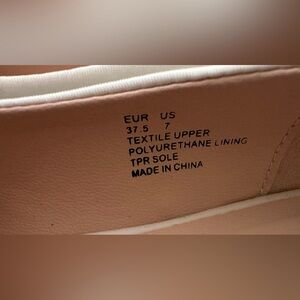 EUR US
37.5 7
TEXTILE UPPER
POLYURETHANE LINING
TPR SOLE
MADE IN CHINA